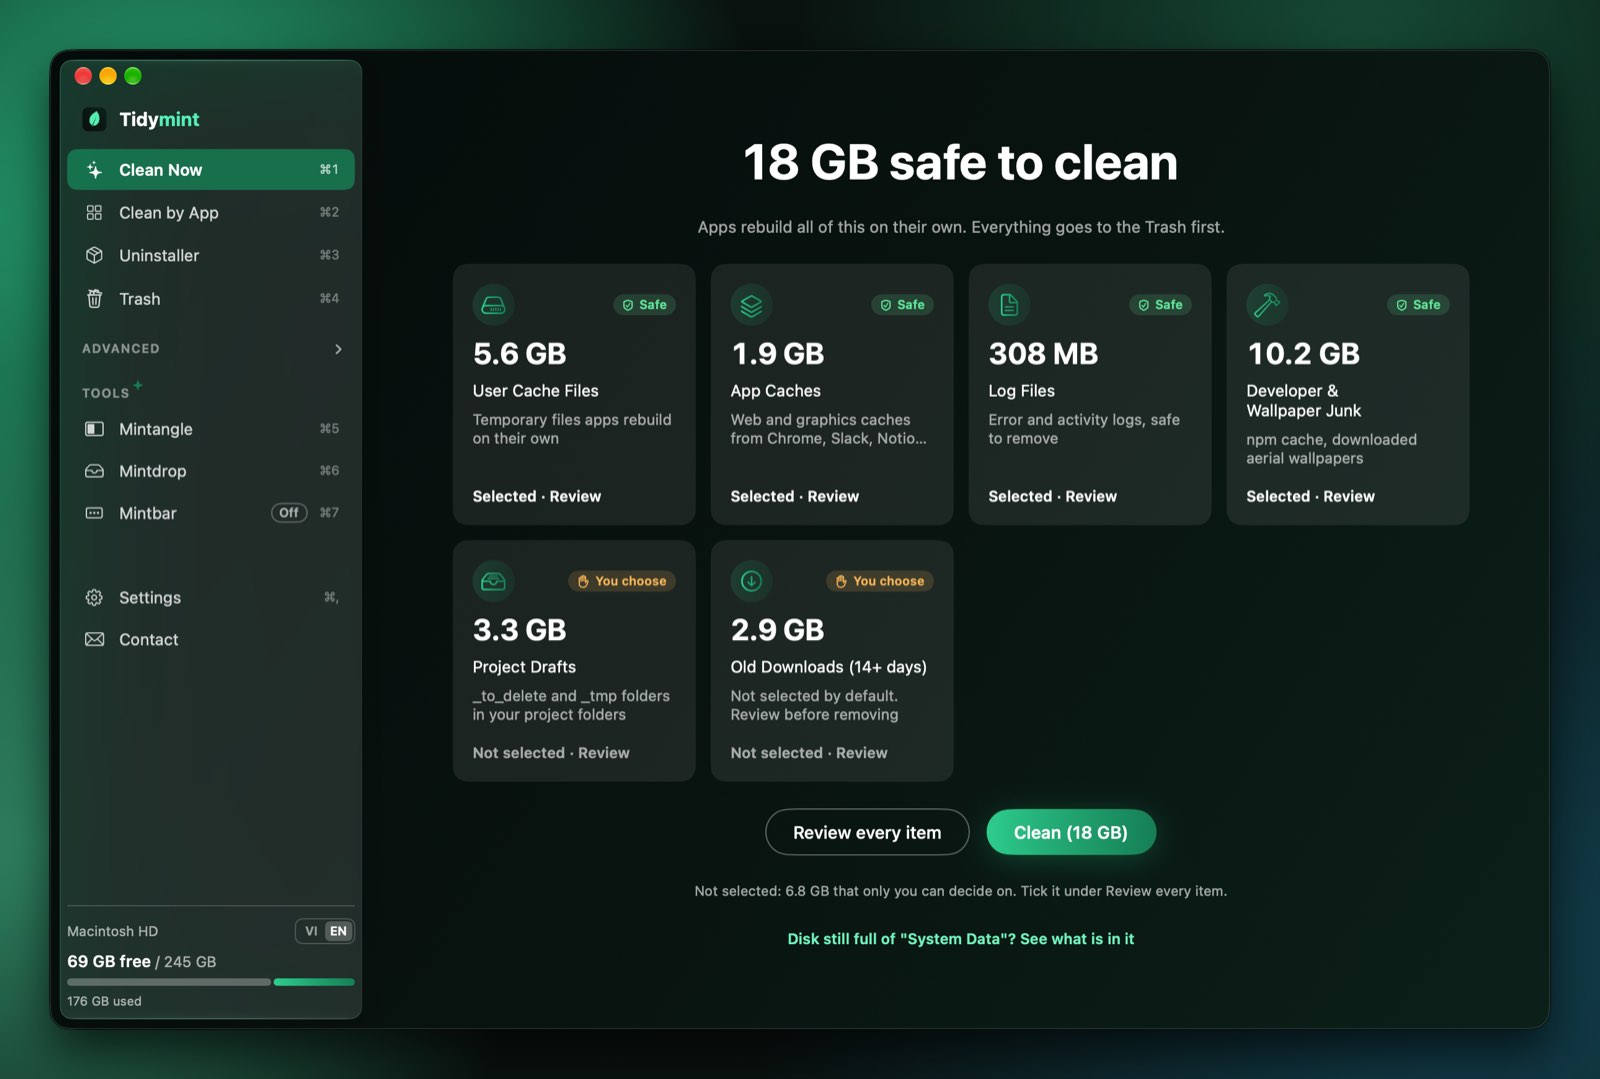 Tidymint
Clean Now ⌘1
Clean by App ⌘2
Uninstaller ⌘3
Trash ⌘4
ADVANCED
TOOLS
Mintangle ⌘5
Mintdrop ⌘6
Mintbar Off ⌘7
Settings ⌘,
Contact
Macintosh HD VI EN
69 GB free / 245 GB
176 GB used
18 GB safe to clean
Apps rebuild all of this on their own. Everything goes to the Trash first.
Safe
5.6 GB
User Cache Files
Temporary files apps rebuild
on their own
Selected · Review
Safe
1.9 GB
App Caches
Web and graphics caches
from Chrome, Slack, Notio...
Selected · Review
Safe
308 MB
Log Files
Error and activity logs, safe
to remove
Selected · Review
Safe
10.2 GB
Developer &
Wallpaper Junk
npm cache, downloaded
aerial wallpapers
Selected · Review
You choose
3.3 GB
Project Drafts
_to_delete and _tmp folders
in your project folders
Not selected · Review
You choose
2.9 GB
Old Downloads (14+ days)
Not selected by default.
Review before removing
Not selected · Review
Review every item
Clean (18 GB)
Not selected: 6.8 GB that only you can decide on. Tick it under Review every item.
Disk still full of "System Data"? See what is in it